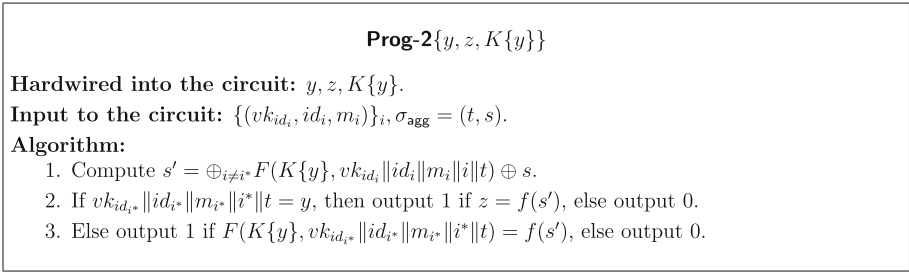 Prog-2{y, z, K{y}}
Hardwired into the circuit: y, z, K{y}.
Input to the circuit: {(vk_{id_i}, id_i, m_i)}_i, σ_agg = (t, s).
Algorithm:
1. Compute s′ = ⊕_{i≠i*} F(K{y}, vk_{id_i}‖id_i‖m_i‖i‖t) ⊕ s.
2. If vk_{id_{i*}}‖id_{i*}‖m_{i*}‖i*‖t = y, then output 1 if z = f(s′), else output 0.
3. Else output 1 if F(K{y}, vk_{id_{i*}}‖id_{i*}‖m_{i*}‖i*‖t) = f(s′), else output 0.